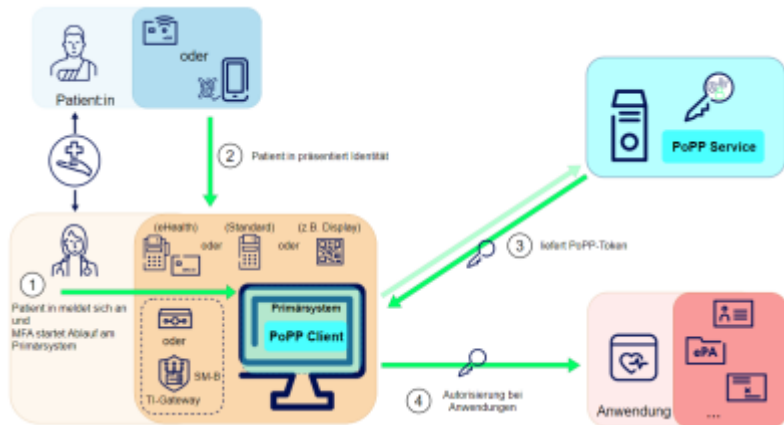 oder
Patient:in
2
Patient:in präsentiert Identität
PoPP Service
(eHealth)
(Standard)
(z.B. Display)
oder
oder
1
Patient:in meldet sich an
und
MFA startet Ablauf am
Primärsystem
Primärsystem
PoPP Client
oder
SM-B
TI-Gateway
3
liefert PoPP-Token
4
Autorisierung bei
Anwendungen
Anwendung
ePA
...